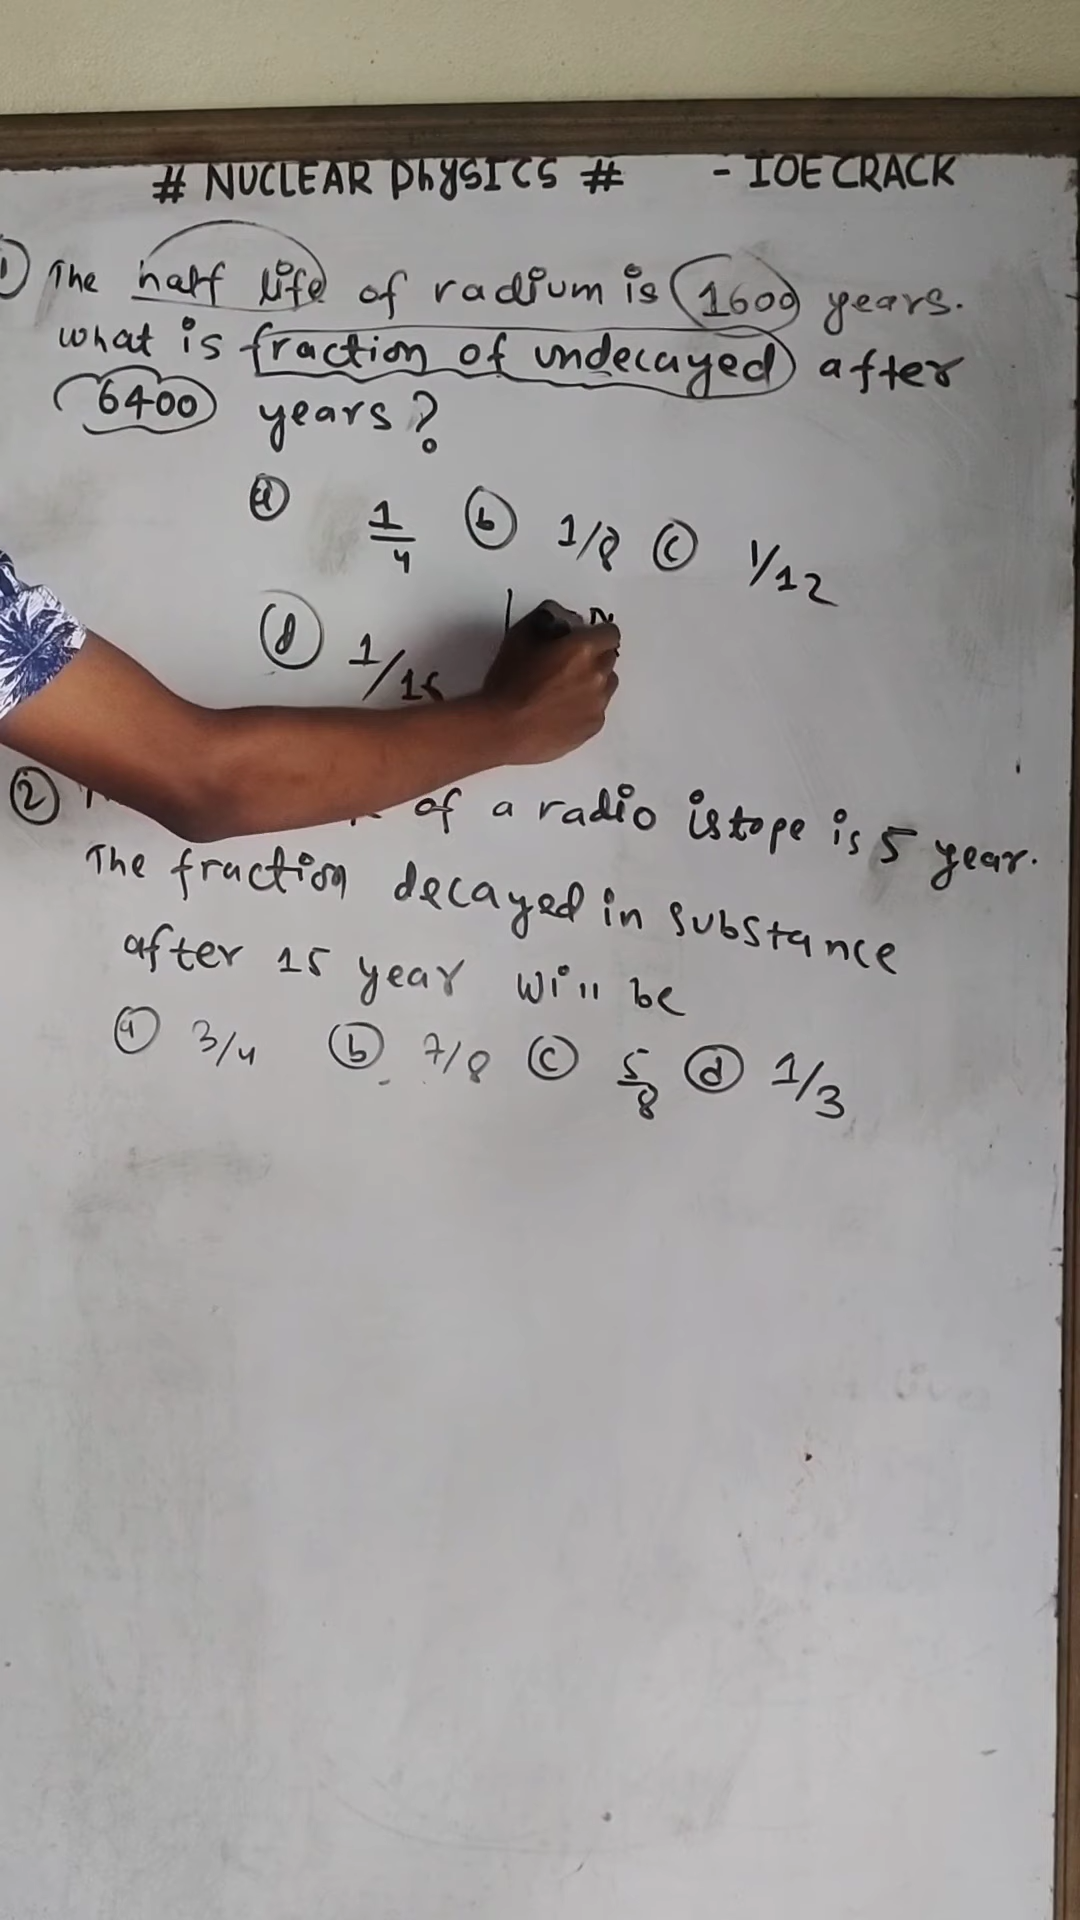 # NUCLEAR PhYSICS # - IOE CRACK
① The half life of radium is 1600 years.
what is fraction of undecayed after
6400 years?
ⓐ 1/4 ⓑ 1/8 ⓒ 1/12
ⓓ 1/16
② of a radio istope is 5 year.
The fraction decayed in substance
after 15 year will be
ⓐ 3/4 ⓑ 7/8 ⓒ 5/8 ⓓ 1/3